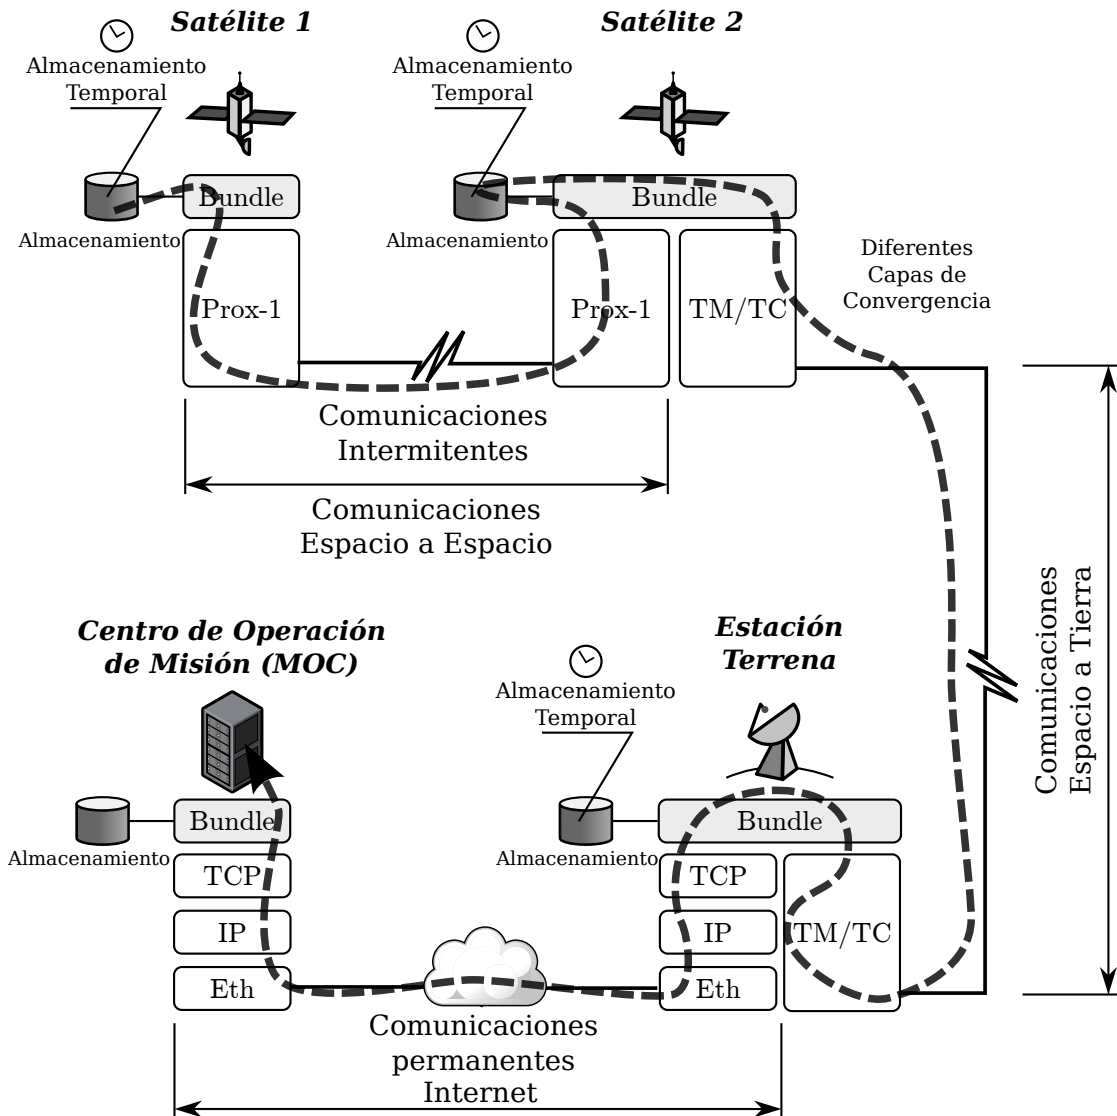 Satélite 1
Satélite 2
Almacenamiento
Temporal
Almacenamiento
Temporal
Bundle
Bundle
Almacenamiento
Almacenamiento
Diferentes
Capas de
Convergencia
Prox-1
Prox-1
TM/TC
Comunicaciones
Intermitentes
Comunicaciones
Espacio a Espacio
Comunicaciones
Espacio a Tierra
Centro de Operación
de Misión (MOC)
Estación
Terrena
Almacenamiento
Temporal
Bundle
Bundle
Almacenamiento
Almacenamiento
TCP
TCP
IP
IP
TM/TC
Eth
Eth
Comunicaciones
permanentes
Internet